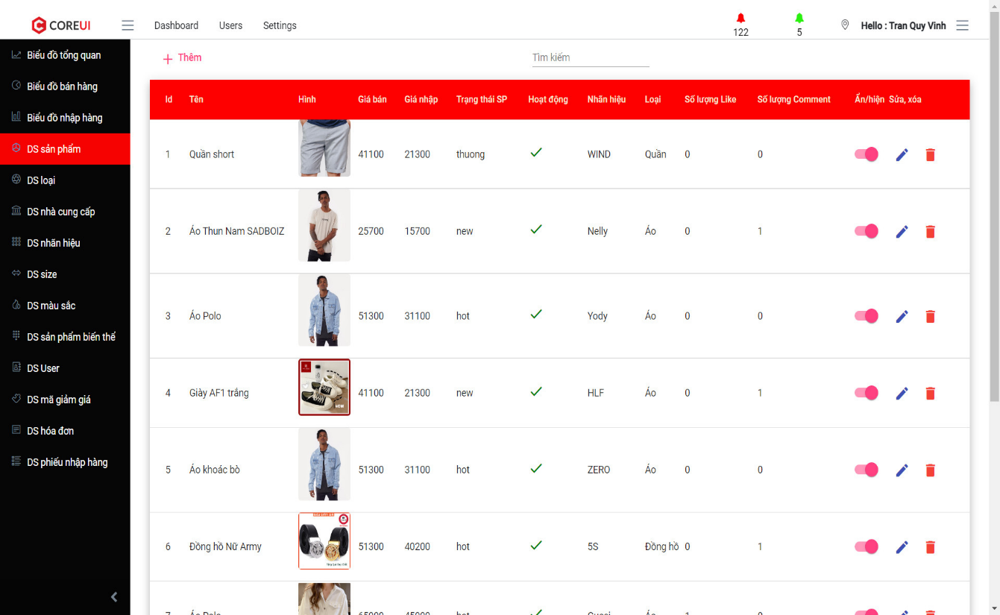 COREUI
Dashboard Users Settings
122
5
Hello : Tran Quy Vinh
Biểu đồ tổng quan
Biểu đồ bán hàng
Biểu đồ nhập hàng
DS sản phẩm
DS loại
DS nhà cung cấp
DS nhãn hiệu
DS size
DS màu sắc
DS sản phẩm biến thể
DS User
DS mã giảm giá
DS hóa đơn
DS phiếu nhập hàng
Thêm
Tìm kiếm
Id Tên Hình Giá bán Giá nhập Trạng thái SP Hoạt động Nhãn hiệu Loại Số lượng Like Số lượng Comment Ẩn/hiện Sửa, xóa
1 Quần short 41100 21300 thuong WIND Quần 0 0
2 Áo Thun Nam SADBOIZ 25700 15700 new Nelly Áo 0 1
3 Áo Polo 51300 31100 hot Yody Áo 0 0
4 Giày AF1 trắng 41100 21300 new HLF Áo 0 1
5 Áo khoác bò 51300 31100 hot ZERO Áo 0 0
6 Đồng hồ Nữ Army 51300 40200 hot 5S Đồng hồ 0 1
7 Áo Polo 65000 45000 hot Gucci Áo 1 0